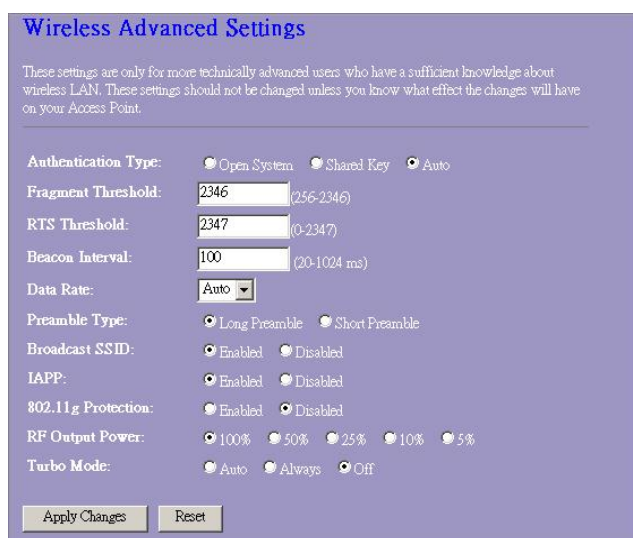 Wireless Advanced Settings
These settings are only for more technically advanced users who have a sufficient knowledge about
wireless LAN. These settings should not be changed unless you know what effect the changes will have
on your Access Point.
Authentication Type: Open System Shared Key Auto
Fragment Threshold: 2346 (256-2346)
RTS Threshold: 2347 (0-2347)
Beacon Interval: 100 (20-1024 ms)
Data Rate: Auto
Preamble Type: Long Preamble Short Preamble
Broadcast SSID: Enabled Disabled
IAPP: Enabled Disabled
802.11g Protection: Enabled Disabled
RF Output Power: 100% 50% 25% 10% 5%
Turbo Mode: Auto Always Off
Apply Changes Reset